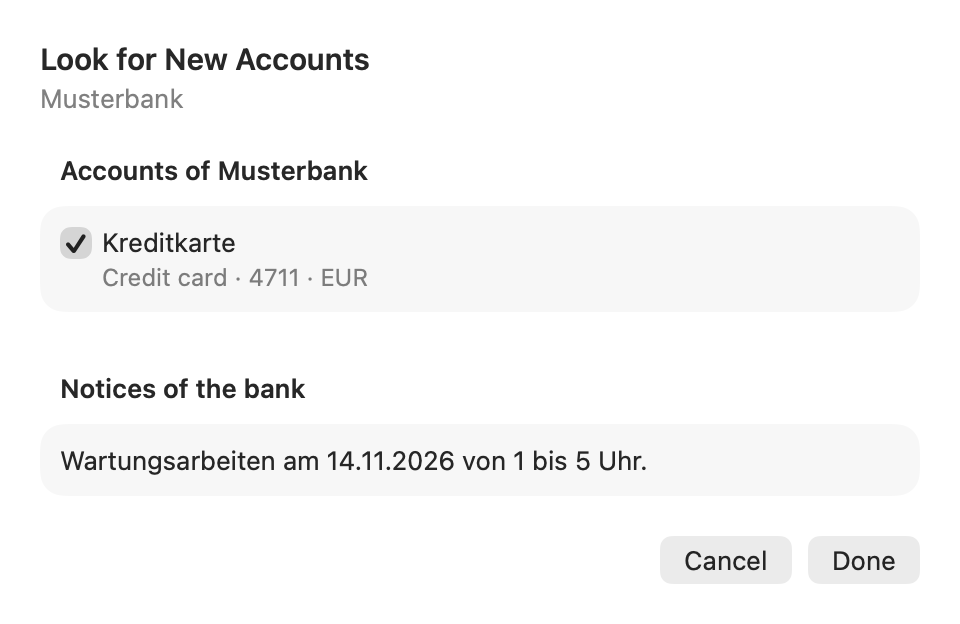 Look for New Accounts
Musterbank
Accounts of Musterbank
Kreditkarte
Credit card · 4711 · EUR
Notices of the bank
Wartungsarbeiten am 14.11.2026 von 1 bis 5 Uhr.
Cancel Done